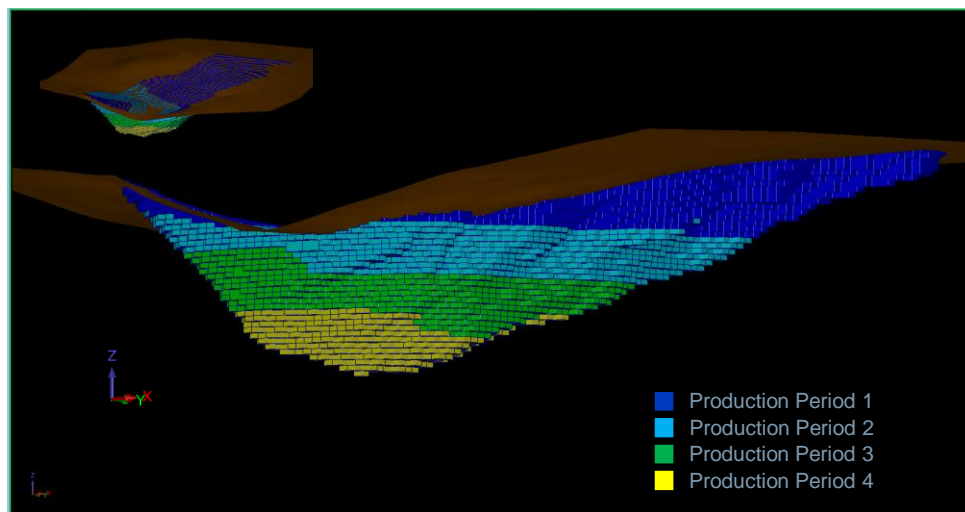 Z
Y X
Production Period 1
Production Period 2
Production Period 3
Production Period 4
Z